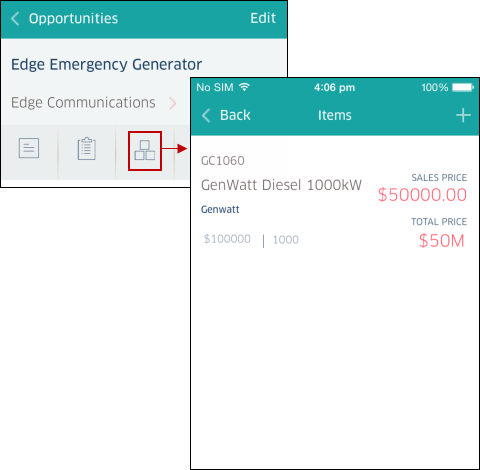 Opportunities Edit
Edge Emergency Generator
Edge Communications
No SIM 4:06 pm 100%
Back Items
GC1060
GenWatt Diesel 1000kW
Genwatt
$100000 | 1000
SALES PRICE
$50000.00
TOTAL PRICE
$50M